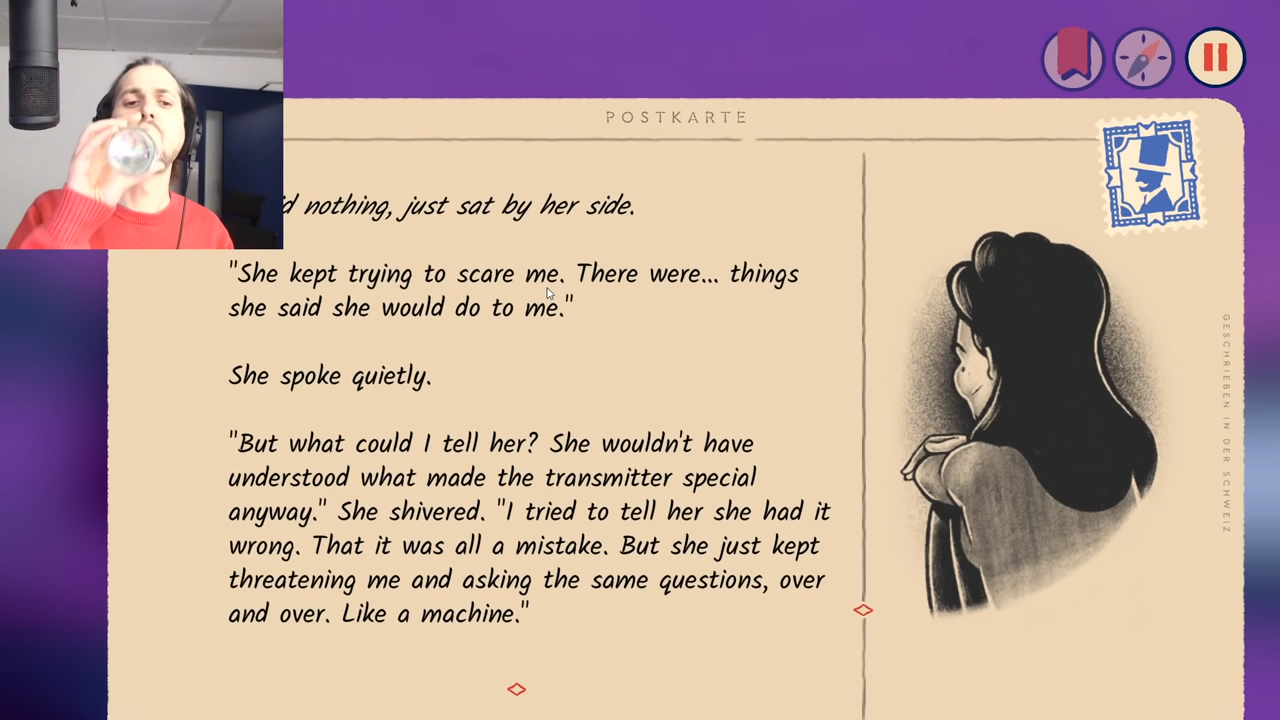 POSTKARTE
nothing, just sat by her side.
"She kept trying to scare me. There were... things
she said she would do to me."
She spoke quietly.
"But what could I tell her? She wouldn't have
understood what made the transmitter special
anyway." She shivered. "I tried to tell her she had it
wrong. That it was all a mistake. But she just kept
threatening me and asking the same questions, over
and over. Like a machine."
GESCHRIEBEN IN DER SCHWEIZ